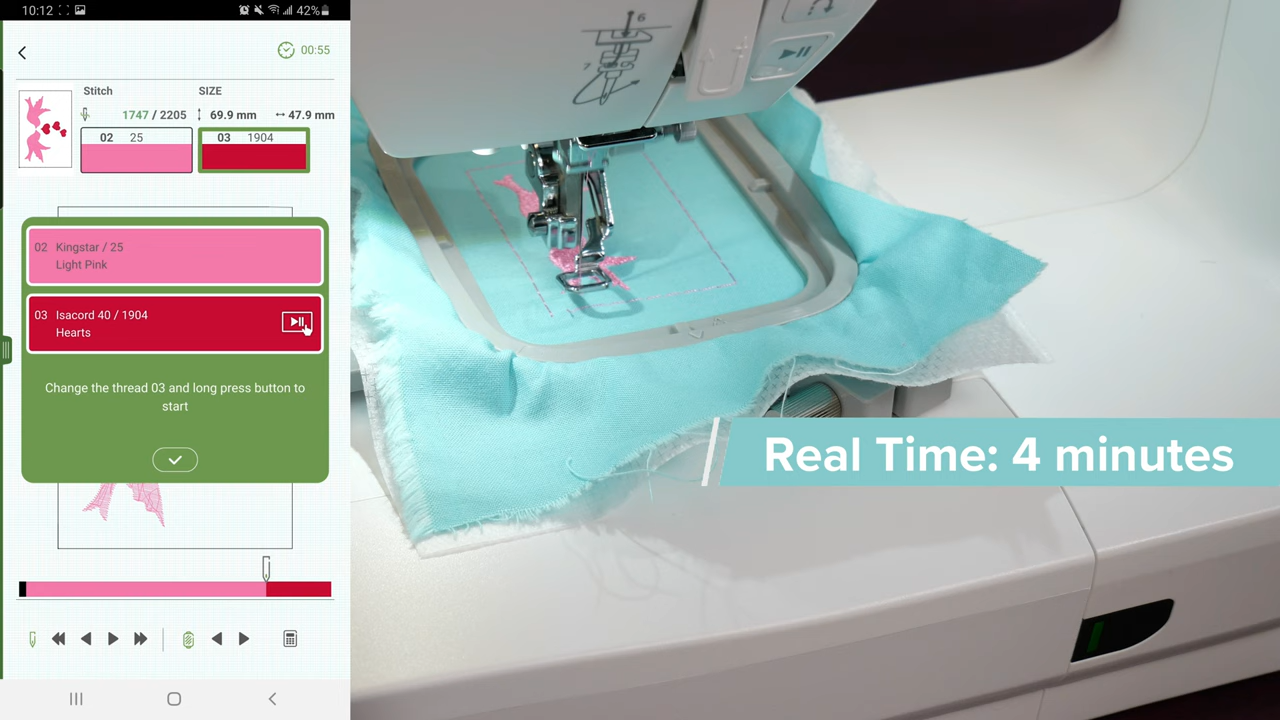 10:12
42%
00:55
Stitch
SIZE
1747 / 2205
69.9 mm
47.9 mm
02 25
03 1904
02 Kingstar / 25
Light Pink
03 Isacord 40 / 1904
Hearts
Change the thread 03 and long press button to
start
6
7
Real Time: 4 minutes